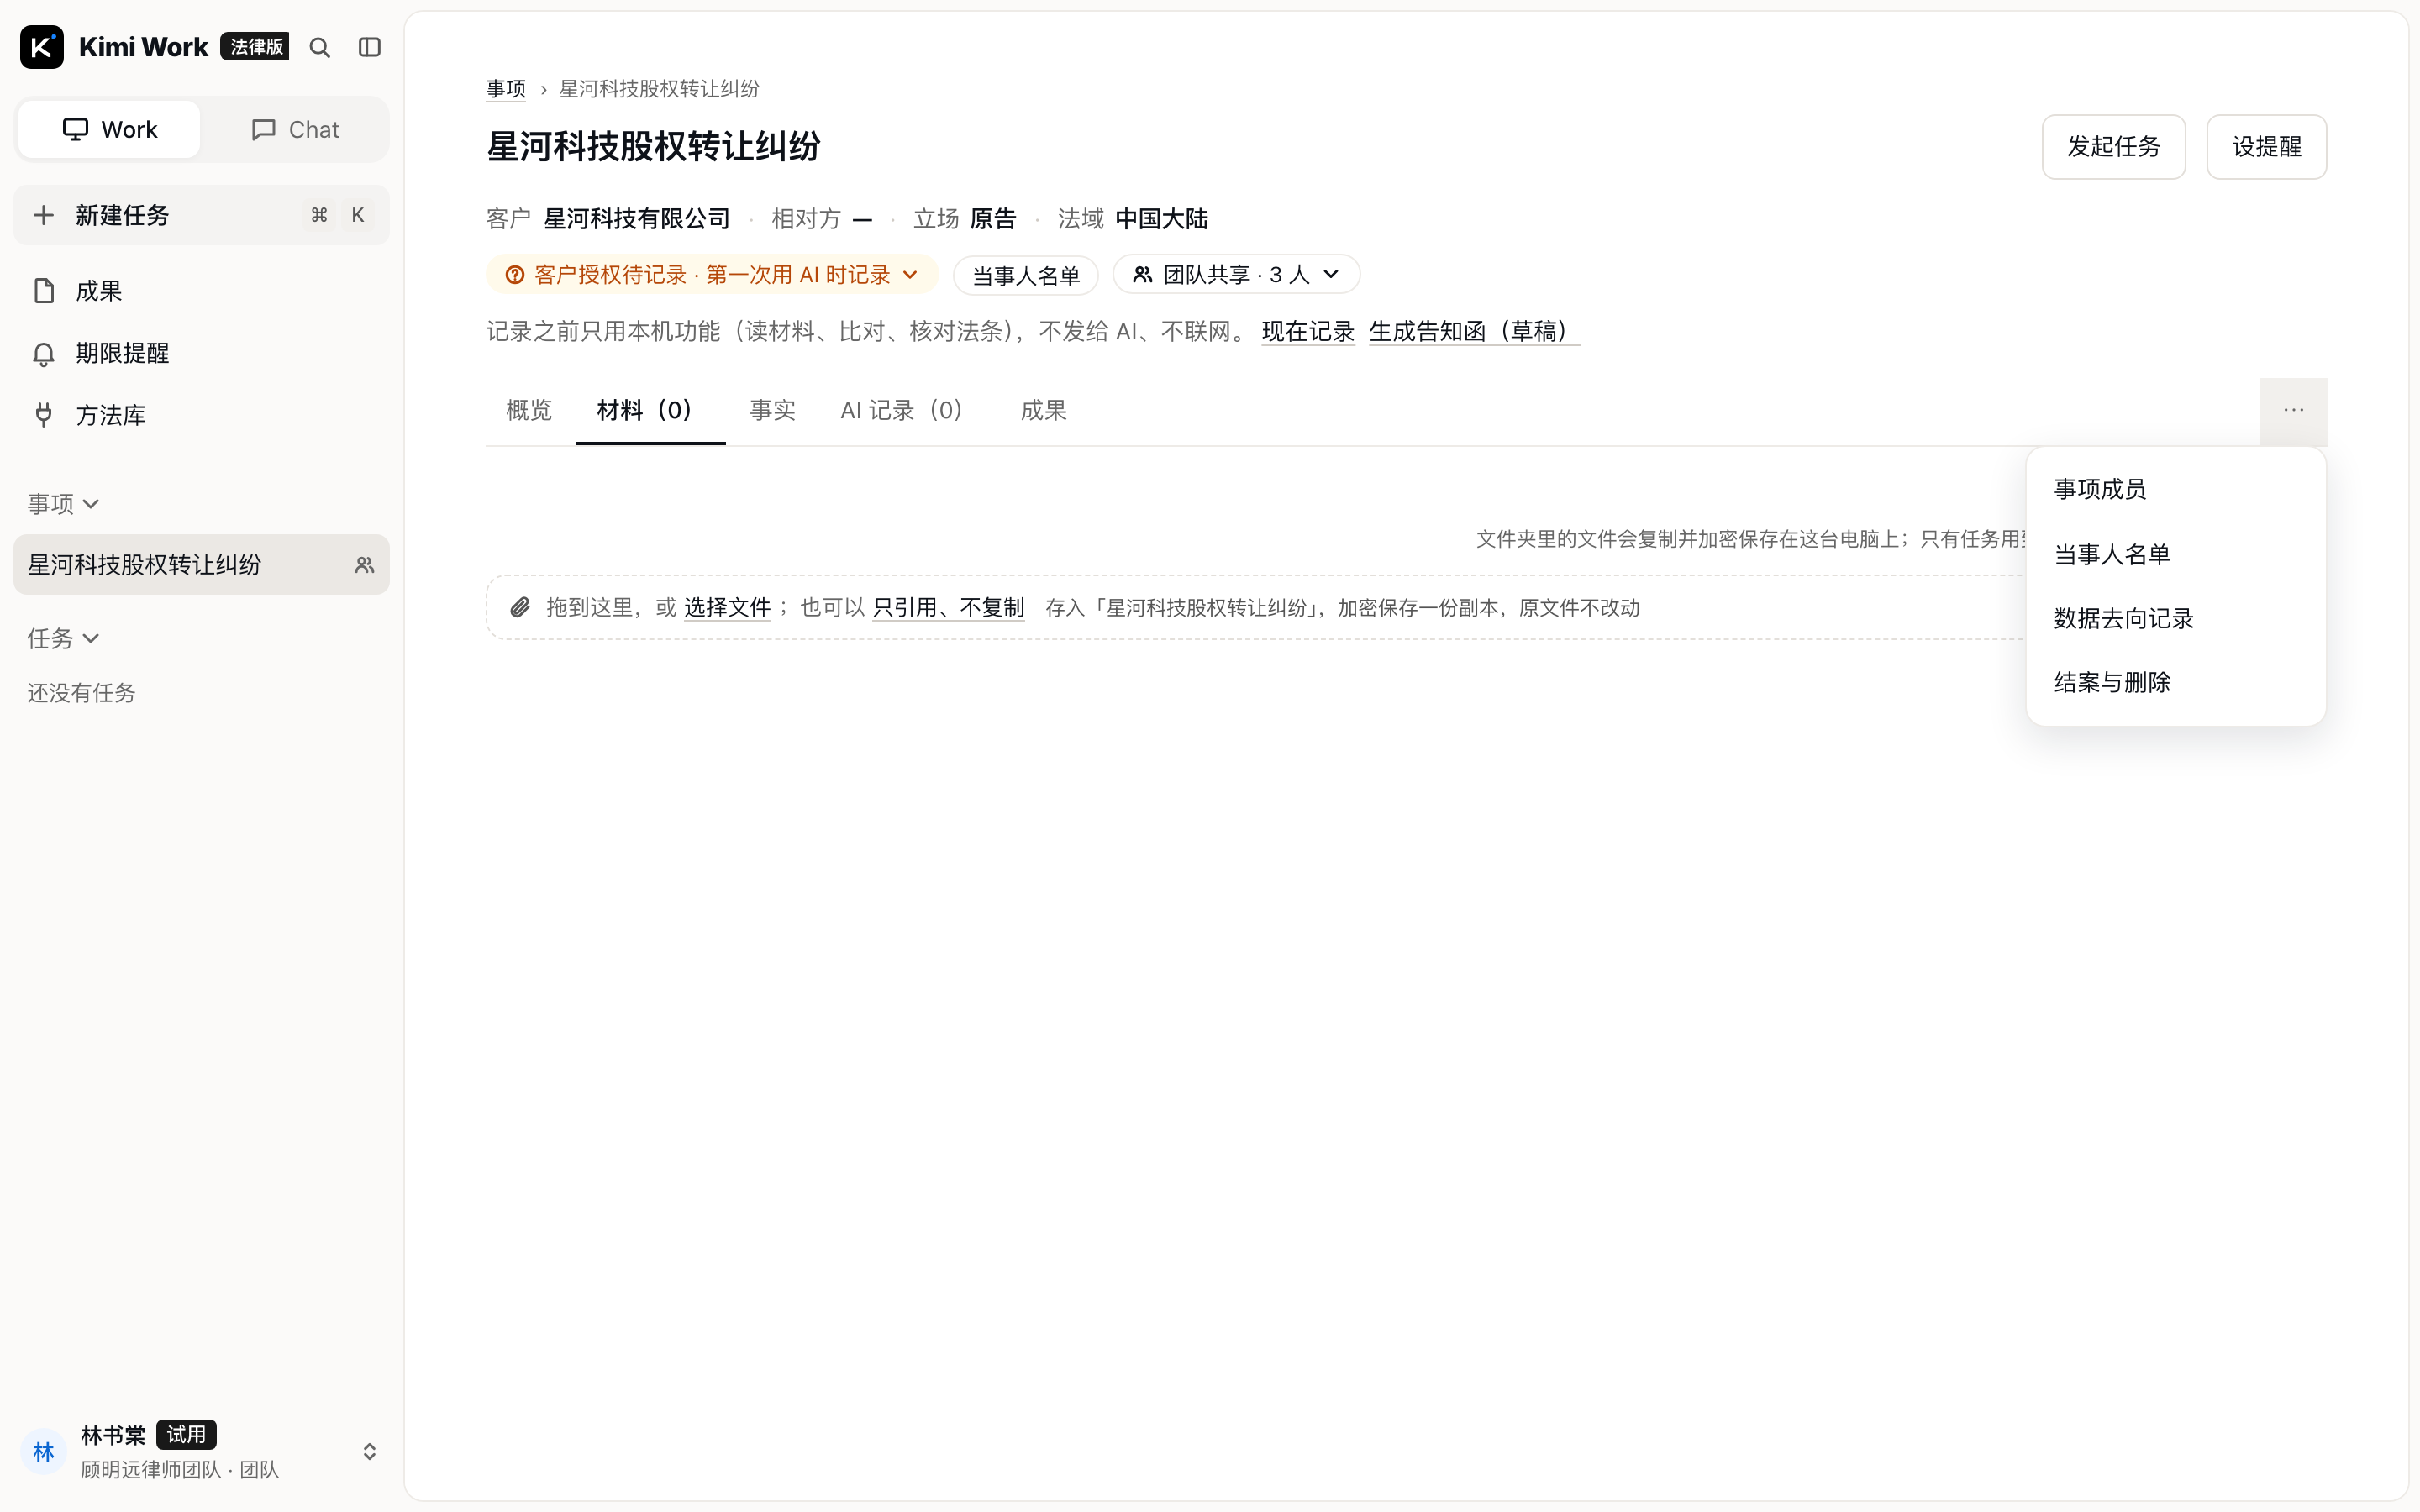 Kimi Work 法律版
Work
Chat
新建任务 ⌘ K
成果
期限提醒
方法库
事项
星河科技股权转让纠纷
任务
还没有任务
林 林书棠 试用
顾明远律师团队 · 团队
事项 › 星河科技股权转让纠纷
星河科技股权转让纠纷
发起任务 设提醒
客户 星河科技有限公司 · 相对方 — · 立场 原告 · 法域 中国大陆
客户授权待记录 · 第一次用 AI 时记录 当事人名单 团队共享 · 3 人
记录之前只用本机功能（读材料、比对、核对法条），不发给 AI、不联网。 现在记录 生成告知函（草稿）
概览 材料（0） 事实 AI 记录（0） 成果 ···
文件夹里的文件会复制并加密保存在这台电脑上；只有任务用
拖到这里，或 选择文件；也可以 只引用、不复制 存入「星河科技股权转让纠纷」，加密保存一份副本，原文件不改动
事项成员
当事人名单
数据去向记录
结案与删除